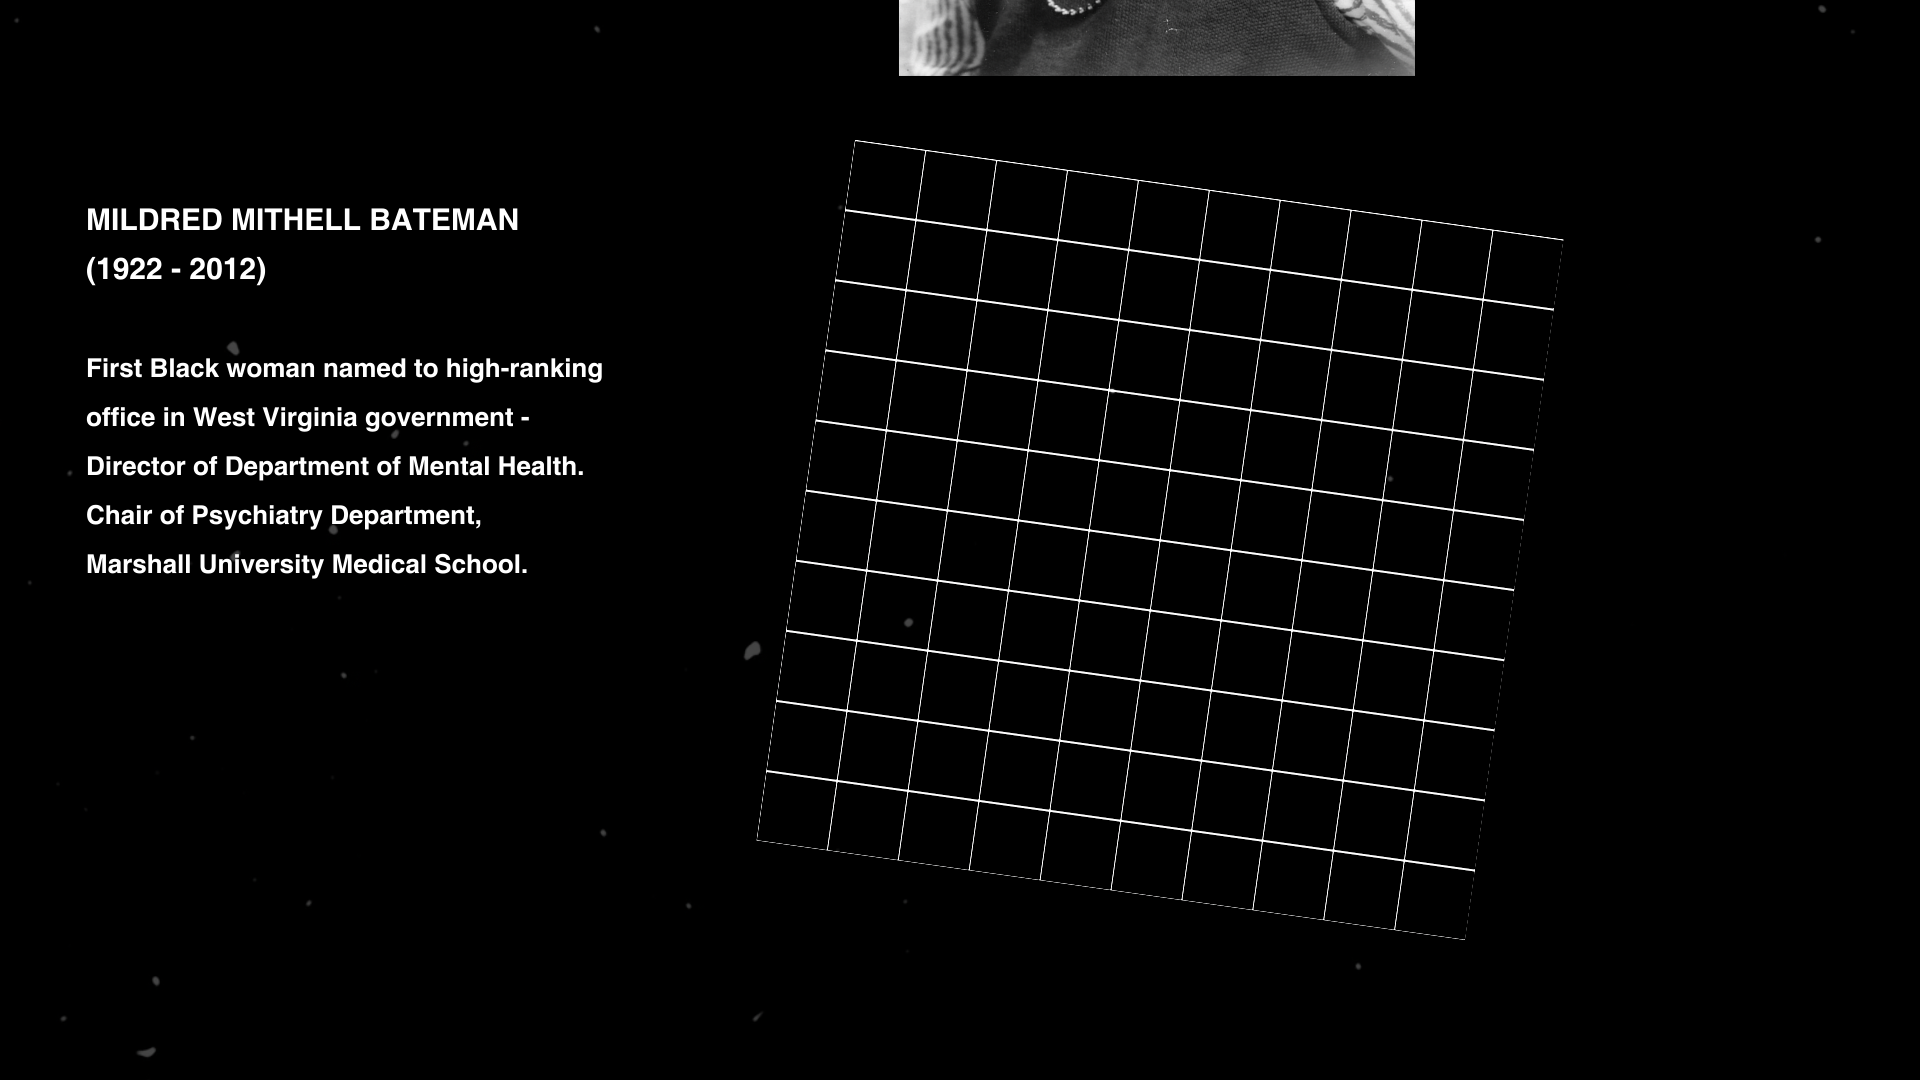 MILDRED MITHELL BATEMAN
(1922 - 2012)
First Black woman named to high-ranking
office in West Virginia government -
Director of Department of Mental Health.
Chair of Psychiatry Department,
Marshall University Medical School.